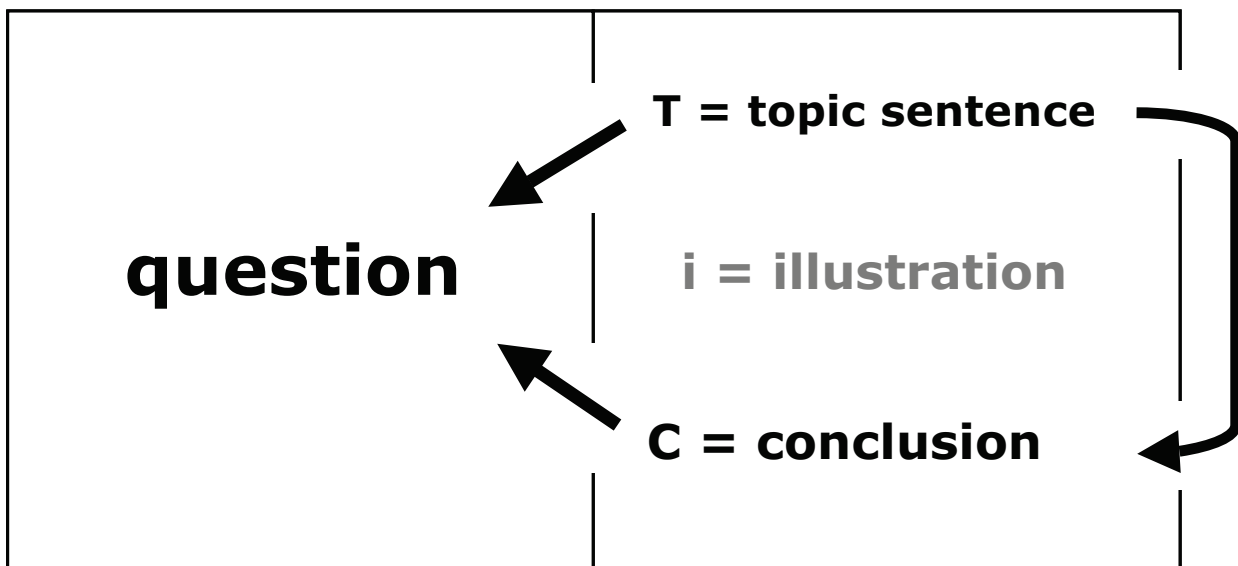 T = topic sentence
question
i = illustration
C = conclusion